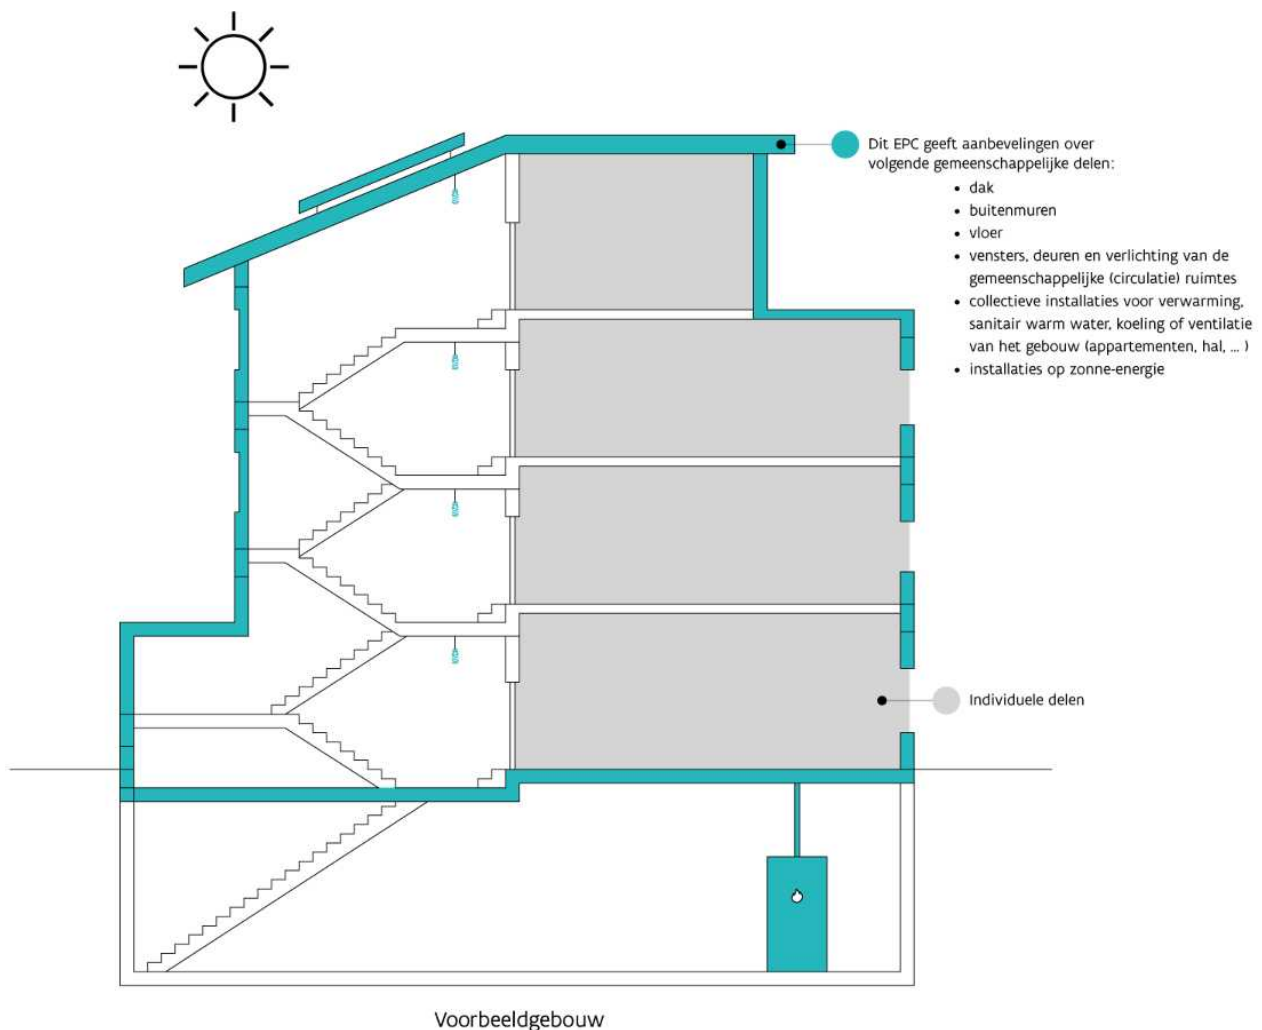 Dit EPC geeft aanbevelingen over
volgende gemeenschappelijke delen:
• dak
• buitenmuren
• vloer
• vensters, deuren en verlichting van de
gemeenschappelijke (circulatie) ruimtes
• collectieve installaties voor verwarming,
sanitair warm water, koeling of ventilatie
van het gebouw (appartementen, hal, ... )
• installaties op zonne-energie
Individuele delen
Voorbeeldgebouw